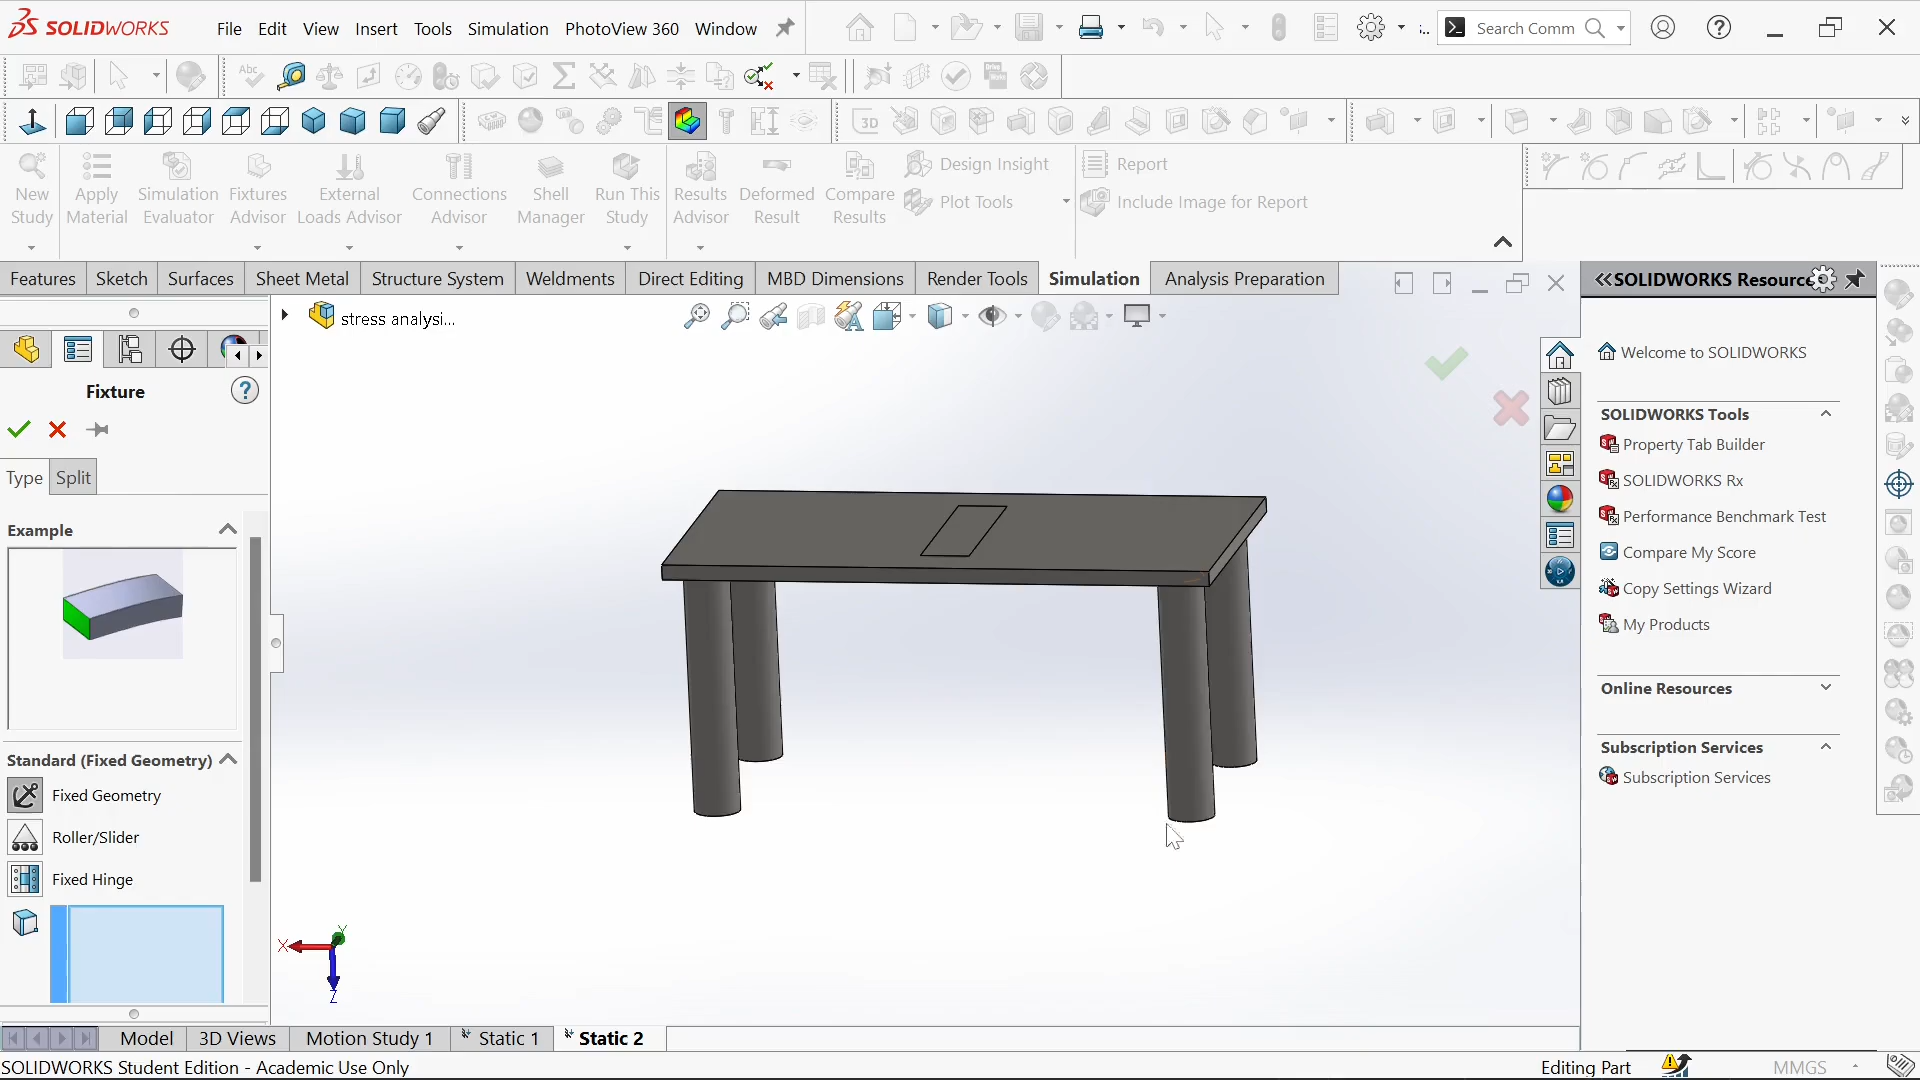 SOLIDWORKS File Edit View Insert Tools Simulation PhotoView 360 Window Search Comm
Abc
3D
New Study
Apply Material
Simulation Evaluator
Fixtures Advisor
External Loads Advisor
Connections Advisor
Shell Manager
Run This Study
Results Advisor
Deformed Result
Compare Results
Design Insight
Plot Tools
Report
Include Image for Report
Features Sketch Surfaces Sheet Metal Structure System Weldments Direct Editing MBD Dimensions Render Tools Simulation Analysis Preparation
stress analysi...
Fixture
Type Split
Example
Standard (Fixed Geometry)
Fixed Geometry
Roller/Slider
Fixed Hinge
X
Y
Z
SOLIDWORKS Resourc
Welcome to SOLIDWORKS
SOLIDWORKS Tools
Property Tab Builder
SOLIDWORKS Rx
Performance Benchmark Test
Compare My Score
Copy Settings Wizard
My Products
Online Resources
Subscription Services
Subscription Services
Model 3D Views Motion Study 1 Static 1 Static 2
SOLIDWORKS Student Edition - Academic Use Only Editing Part MMGS